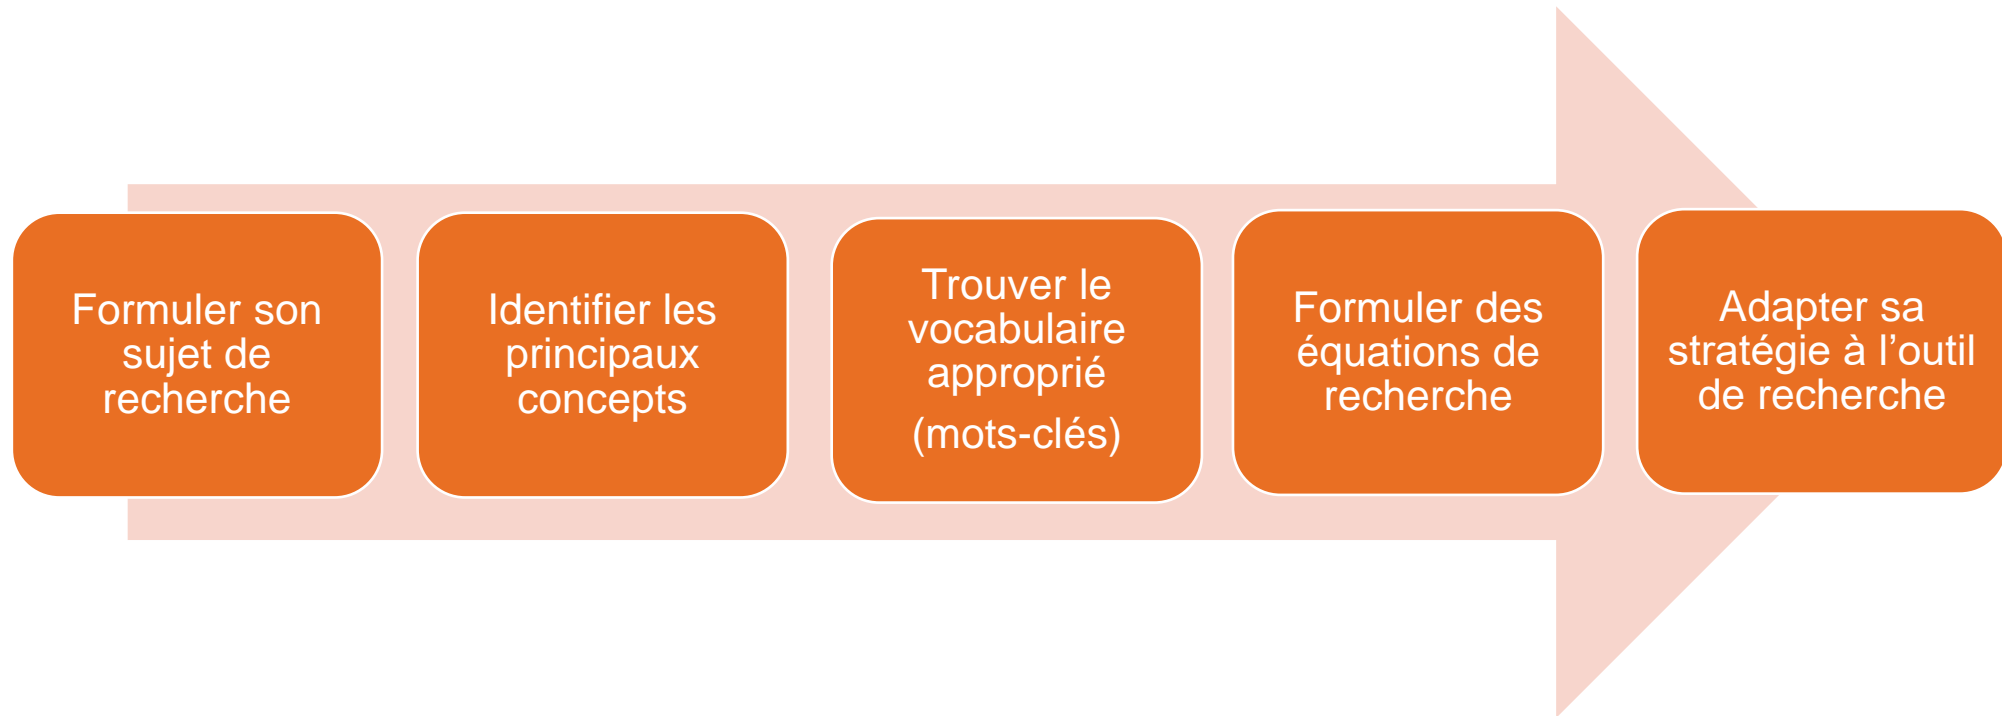 Formuler son
sujet de
recherche
Identifier les
principaux
concepts
Trouver le
vocabulaire
approprié
(mots-clés)
Formuler des
équations de
recherche
Adapter sa
stratégie à l’outil
de recherche